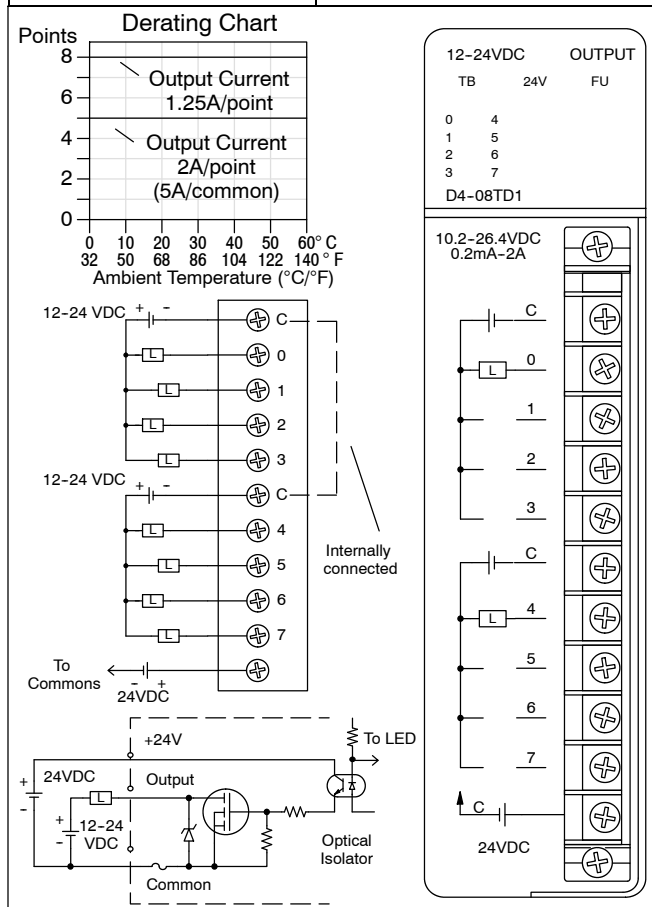 Derating Chart
Points
8
6
4
2
0
Output Current
1.25A/point
Output Current
2A/point
(5A/common)
0 10 20 30 40 50 60°C
32 50 68 86 104 122 140°F
Ambient Temperature (°C/°F)
12-24 VDC + -
C
L 0
L 1
L 2
L 3
12-24 VDC + -
C
L 4
L 5
L 6
L 7
Internally
connected
To
Commons
- +
24VDC
+24V
To LED
+ 24VDC -
Output
L
+ 12-24 -
VDC
Optical
Isolator
Common
12-24VDC OUTPUT
TB 24V FU
0 4
1 5
2 6
3 7
D4-08TD1
10.2-26.4VDC
0.2mA-2A
C
L 0
1
2
3
C
L 4
5
6
7
C
24VDC